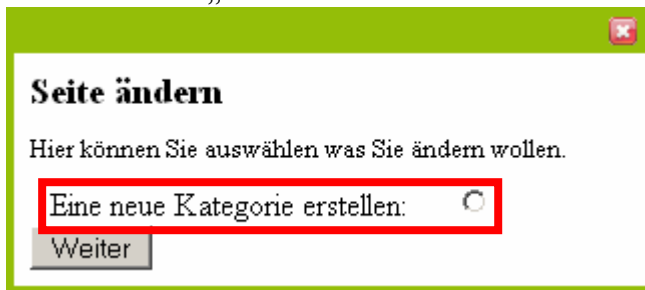 Seite ändern
Hier können Sie auswählen was Sie ändern wollen.
Eine neue Kategorie erstellen:
Weiter